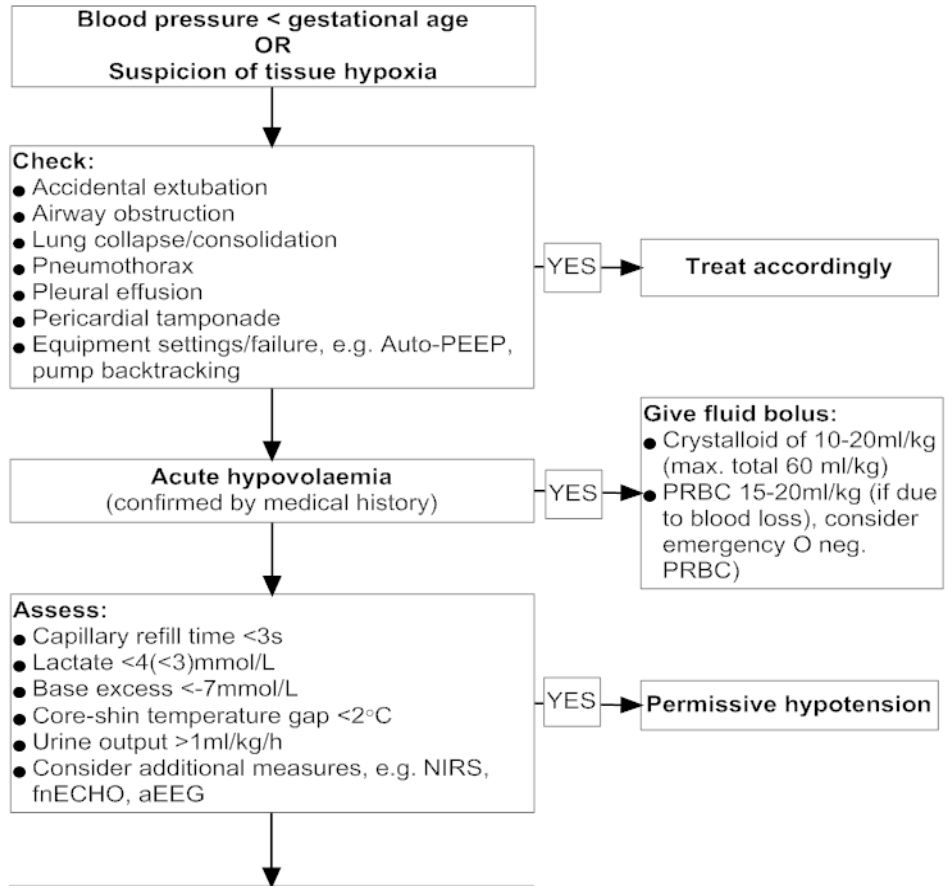 Blood pressure < gestational age
OR
Suspicion of tissue hypoxia
Check:
● Accidental extubation
● Airway obstruction
● Lung collapse/consolidation
● Pneumothorax
● Pleural effusion
● Pericardial tamponade
● Equipment settings/failure, e.g. Auto-PEEP,
pump backtracking
YES
Treat accordingly
Acute hypovolaemia
(confirmed by medical history)
YES
Give fluid bolus:
● Crystalloid of 10-20ml/kg
(max. total 60 ml/kg)
● PRBC 15-20ml/kg (if due
to blood loss), consider
emergency O neg.
PRBC)
Assess:
● Capillary refill time <3s
● Lactate <4(<3)mmol/L
● Base excess <-7mmol/L
● Core-shin temperature gap <2°C
● Urine output >1ml/kg/h
● Consider additional measures, e.g. NIRS,
fnECHO, aEEG
YES
Permissive hypotension